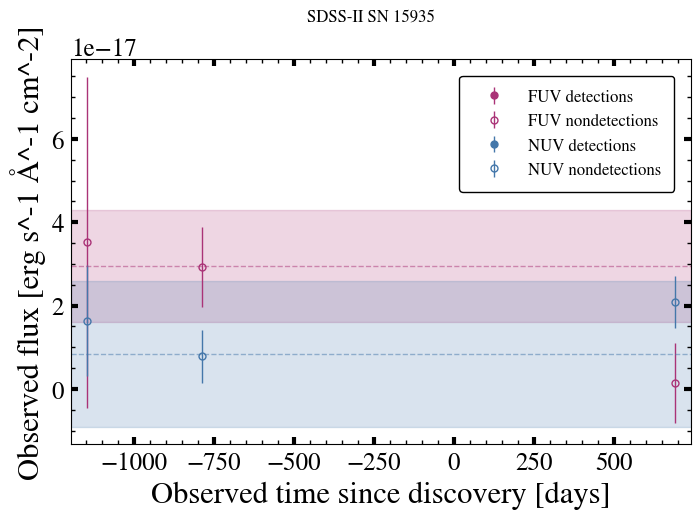 SDSS-II SN 15935
1e−17
Observed flux [erg s^-1 Å^-1 cm^-2]
6
4
2
0
FUV detections
FUV nondetections
NUV detections
NUV nondetections
−1000 −750 −500 −250 0 250 500
Observed time since discovery [days]